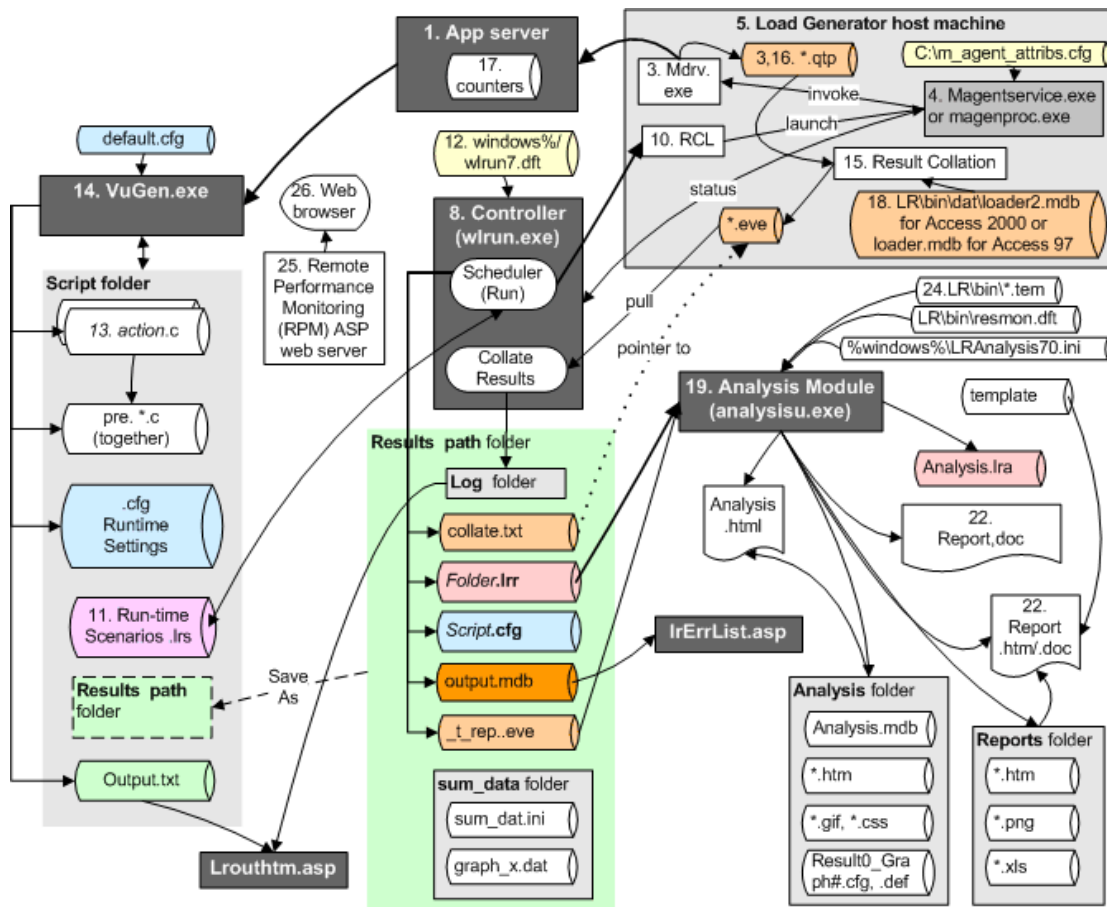 1. App server
17.
counters
5. Load Generator host machine
3,16. *.qtp
C:\m_agent_attribs.cfg
3. Mdrv.
exe
invoke
4. Magentservice.exe
or magenproc.exe
launch
10. RCL
15. Result Collation
status
18. LR\bin\dat\loader2.mdb
for Access 2000 or
loader.mdb for Access 97
*.eve
default.cfg
14. VuGen.exe
12. windows%/
wlrun7.dft
26. Web
browser
25. Remote
Performance
Monitoring
(RPM) ASP
web server
8. Controller
(wlrun.exe)
Scheduler
(Run)
Collate
Results
pull
pointer to
Script folder
13. action.c
pre. *.c
(together)
.cfg
Runtime
Settings
11. Run-time
Scenarios .lrs
Results path
folder
Output.txt
Save
As
Lrouthtm.asp
Results path folder
Log folder
collate.txt
Folder.lrr
Script.cfg
output.mdb
_t_rep..eve
sum_data folder
sum_dat.ini
graph_x.dat
24.LR\bin\*.tem
LR\bin\resmon.dft
%windows%\LRAnalysis70.ini
19. Analysis Module
(analysisu.exe)
template
Analysis.lra
Analysis
.html
22.
Report,doc
22.
Report
.htm/.doc
lrErrList.asp
Analysis folder
Analysis.mdb
*.htm
*.gif, *.css
Result0_Gra
ph#.cfg, .def
Reports folder
*.htm
*.png
*.xls